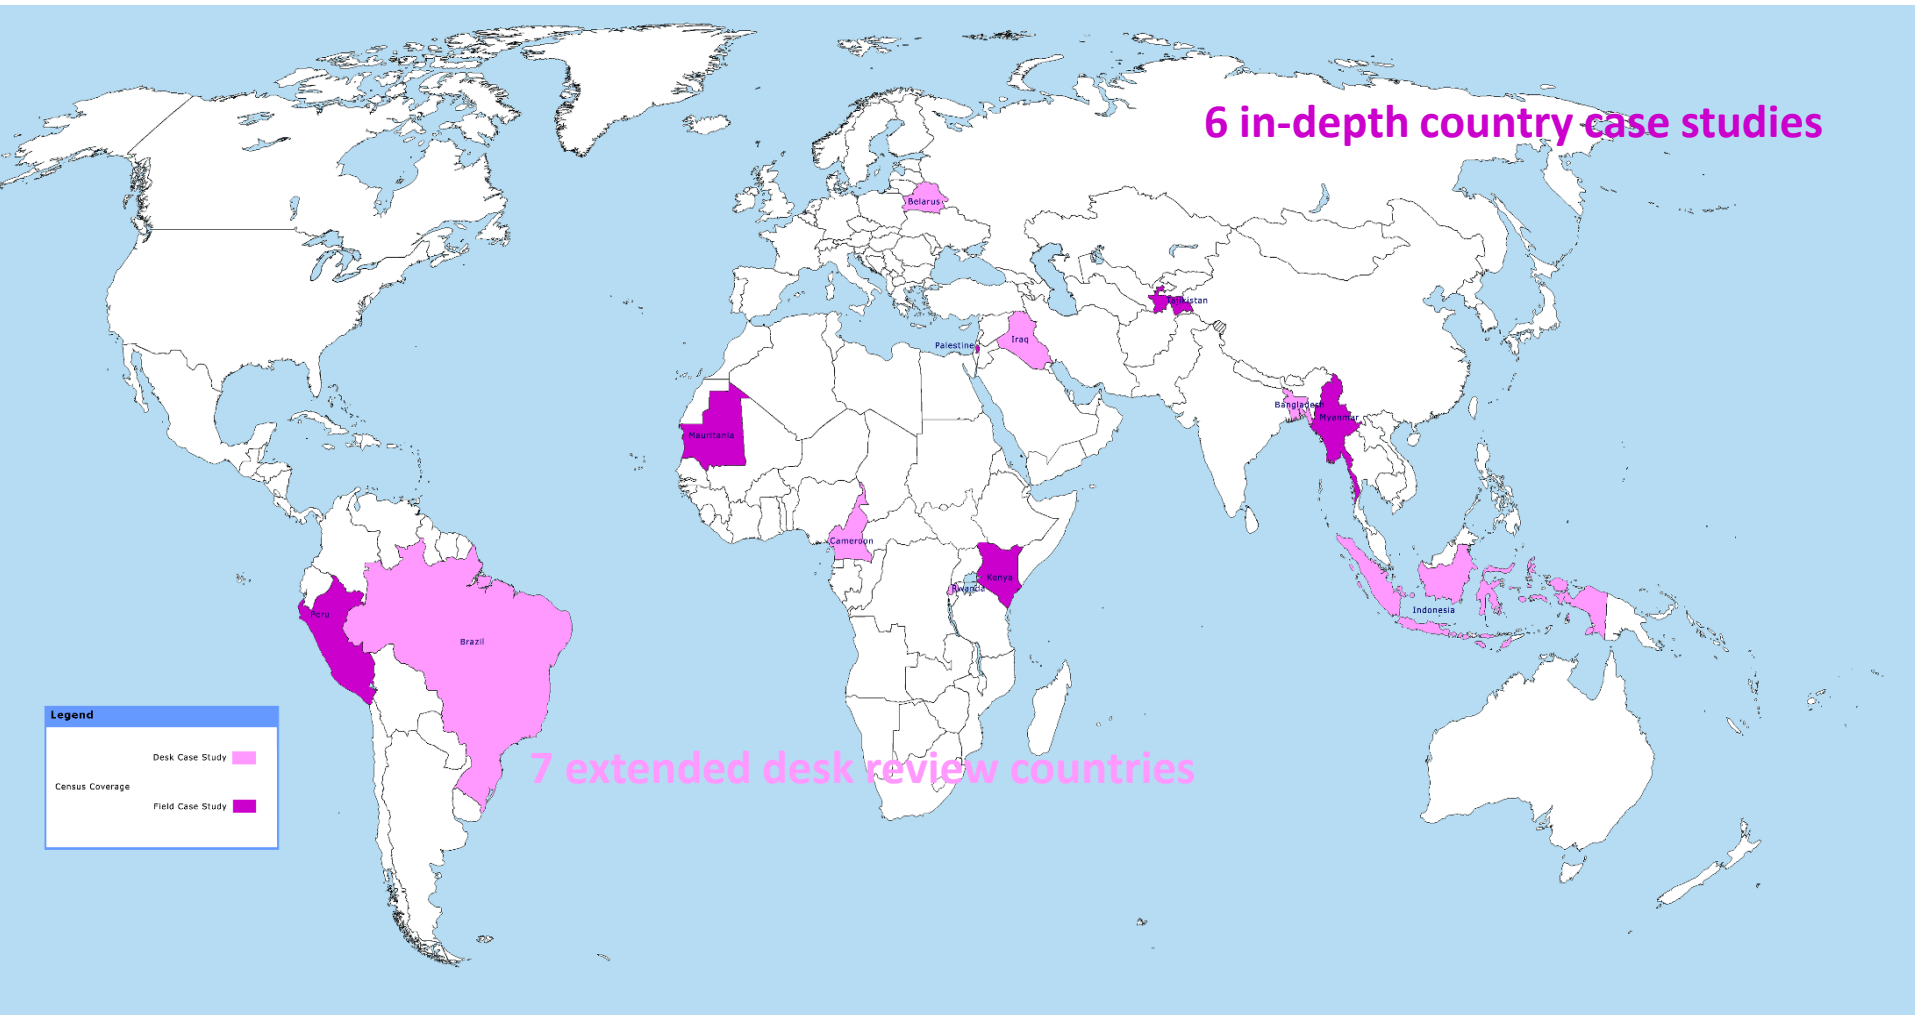 6 in-depth country case studies
Belarus
Tajikistan
Iraq
Palestine
Bangladesh
Myanmar
Mauritania
Cameroon
Kenya
Rwanda
Indonesia
Peru
Brazil
Legend
Desk Case Study
Census Coverage
Field Case Study
7 extended desk review countries